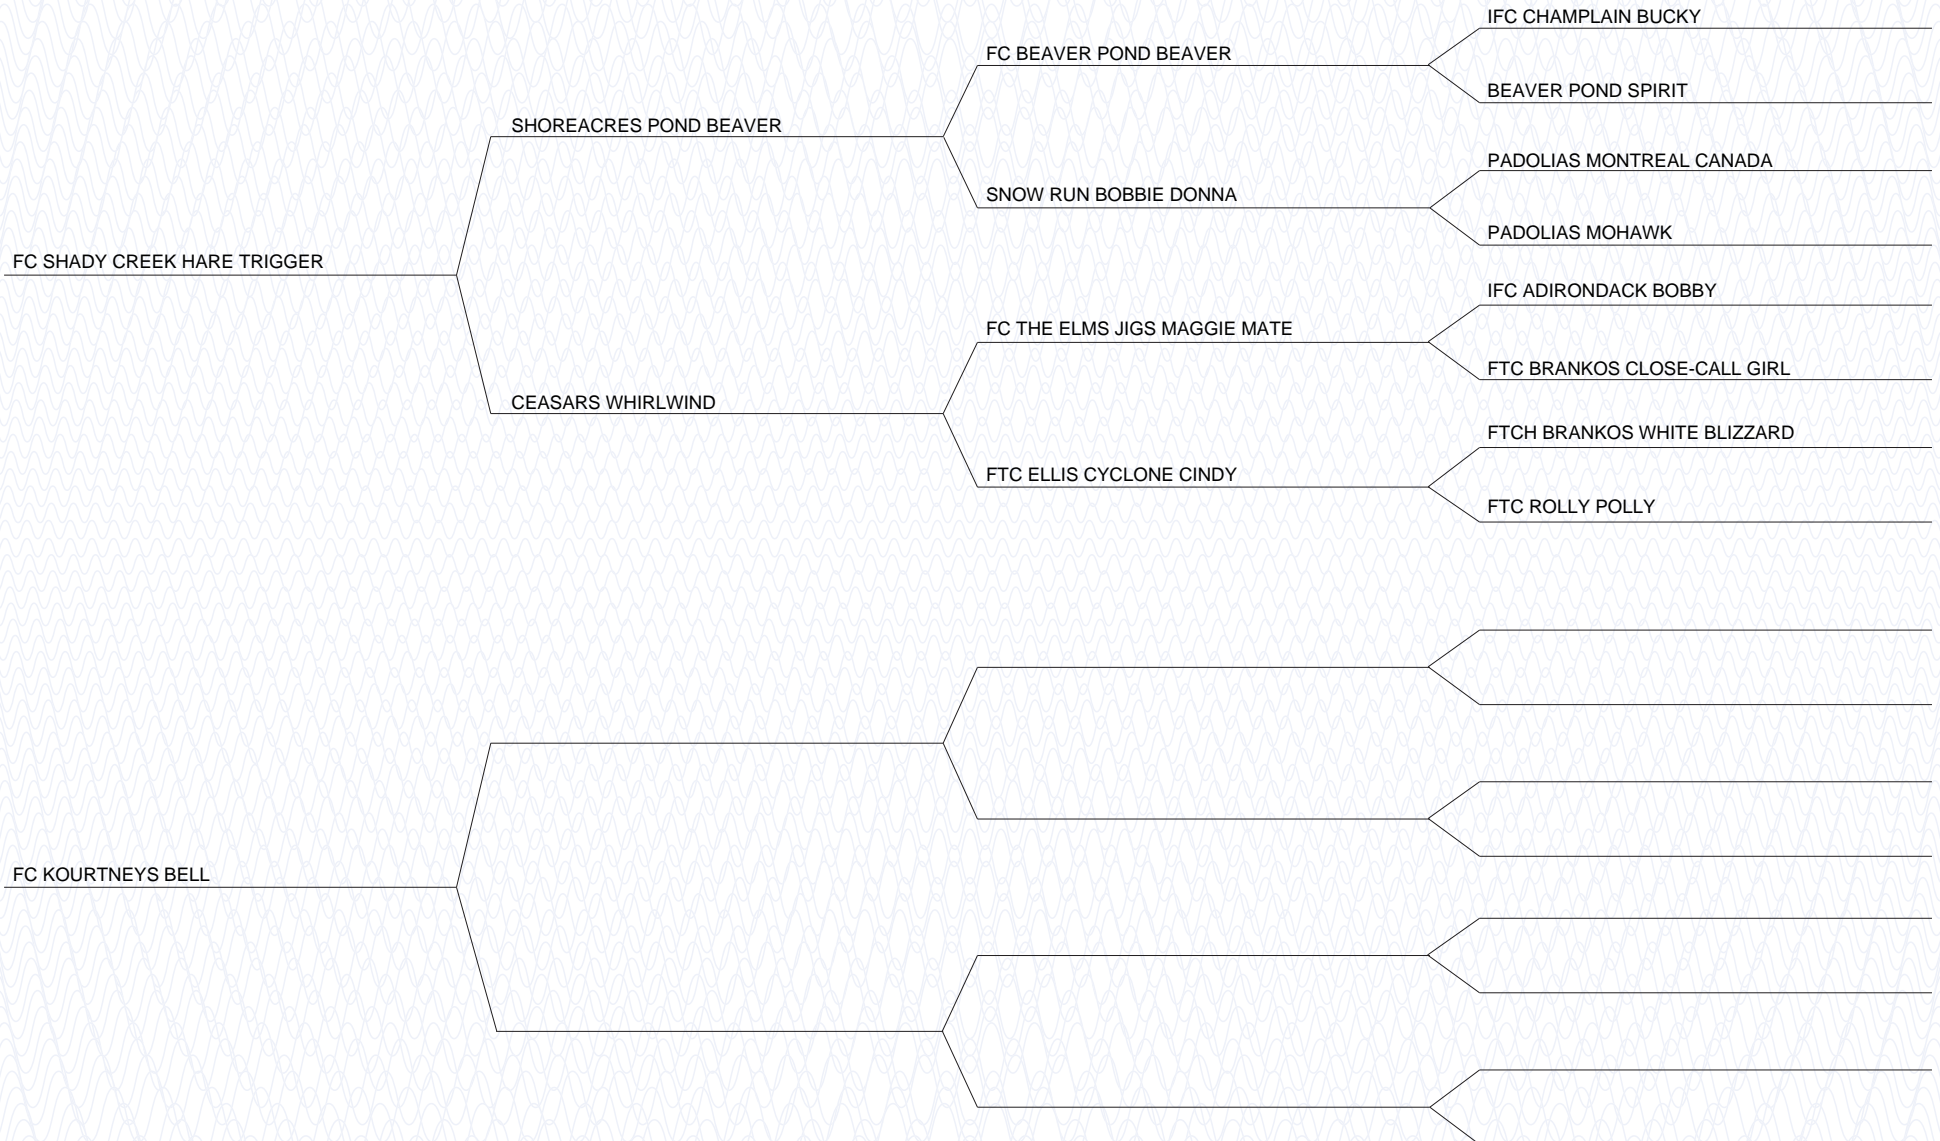 IFC CHAMPLAIN BUCKY
FC BEAVER POND BEAVER
BEAVER POND SPIRIT
SHOREACRES POND BEAVER
PADOLIAS MONTREAL CANADA
SNOW RUN BOBBIE DONNA
PADOLIAS MOHAWK
FC SHADY CREEK HARE TRIGGER
IFC ADIRONDACK BOBBY
FC THE ELMS JIGS MAGGIE MATE
FTC BRANKOS CLOSE-CALL GIRL
CEASARS WHIRLWIND
FTCH BRANKOS WHITE BLIZZARD
FTC ELLIS CYCLONE CINDY
FTC ROLLY POLLY
FC KOURTNEYS BELL